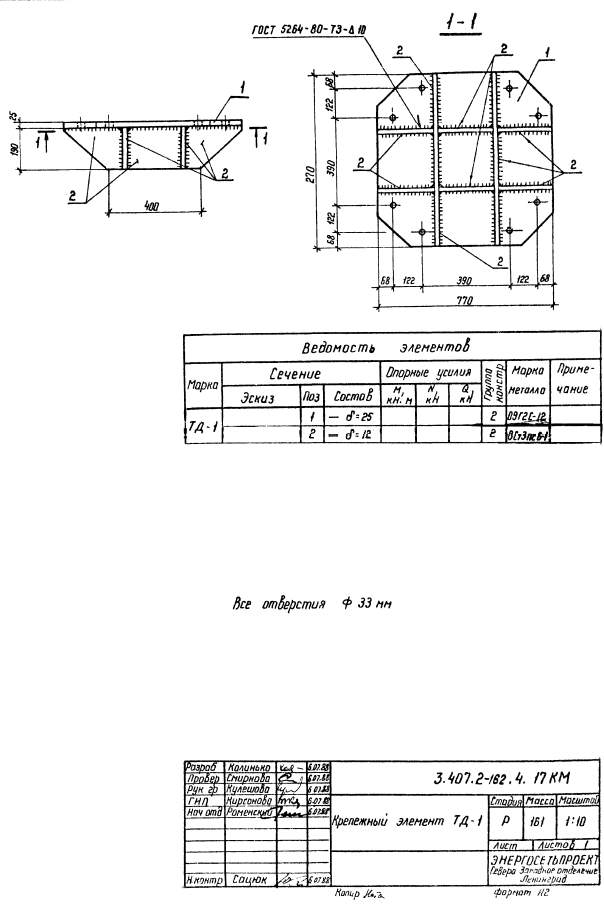 ГОСТ 5264-80-Т3-Δ10
1-1
2
2
1
1
25
190
1
1
2
2
400
68
122
270
390
122
68
2
2
2
68
122
390
122
68
770
Ведомость элементов
Марка
Сечение
Опорные усилия
Группа констр
Марка металла
Примечание
Эскиз
Поз
Состав
М, кН.м
N, кН
Q, кН
ТД-1
1
— δ=25
2
09Г2С-12
2
— δ=12
2
ВСт3пс6-1
Все отверстия Ф 33 мм
Разраб Калинько 6.07.88
Провер Смирнова 6.07.88
Рук гр Кулешова 6.07.88
ГИП Кирсанова 6.07.88
Нач отд Роменский 6.07.88
Н.контр Сацюк 6.07.88
3.407.2-162.4. 17КМ
Крепежный элемент ТД-1
Стадия Масса Масштаб
Р 161 1:10
Лист Листов 1
ЭНЕРГОСЕТЬПРОЕКТ
Северо Западное отделение
Ленинград
Копир
формат А2